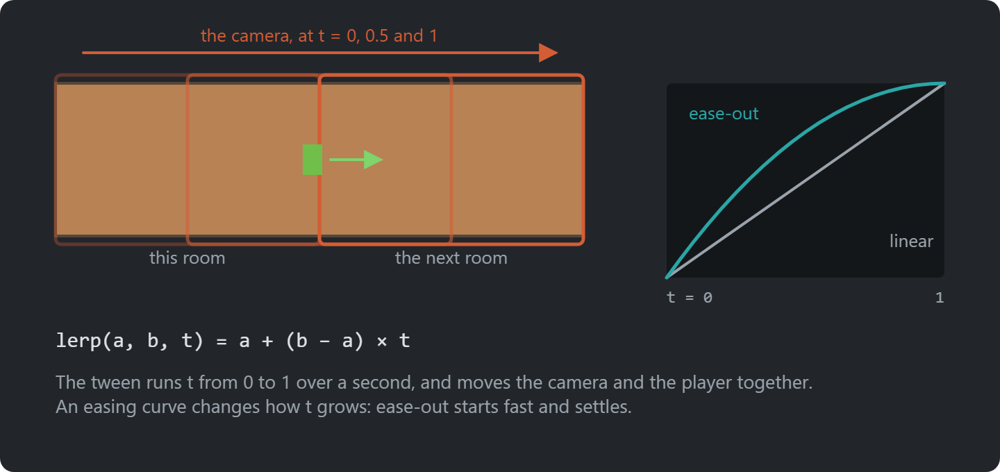 the camera, at t = 0, 0.5 and 1
ease-out
linear
this room
the next room
t = 0
1
lerp(a, b, t) = a + (b − a) × t
The tween runs t from 0 to 1 over a second, and moves the camera and the player together.
An easing curve changes how t grows: ease-out starts fast and settles.